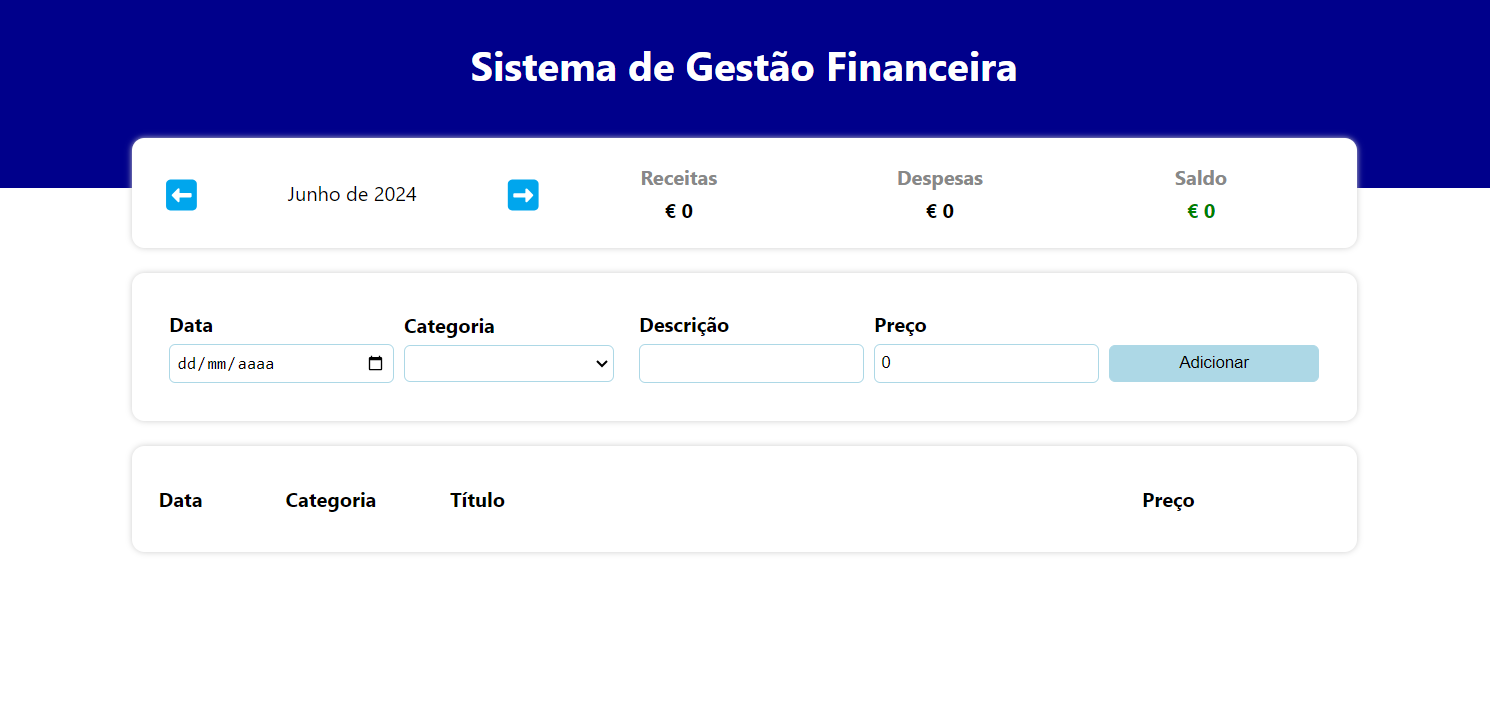 Sistema de Gestão Financeira
Junho de 2024
Receitas
€ 0
Despesas
€ 0
Saldo
€ 0
Data
dd/mm/aaaa
Categoria
Descrição
Preço
0
Adicionar
Data Categoria Título Preço